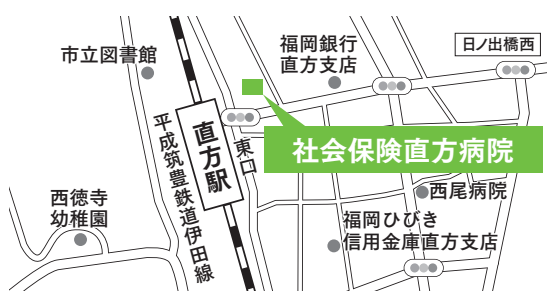 市立図書館
福岡銀行
直方支店
日ノ出橋西
社会保険直方病院
直方駅
東口
平成筑豊鉄道伊田線
西徳寺
幼稚園
西尾病院
福岡ひびき
信用金庫直方支店